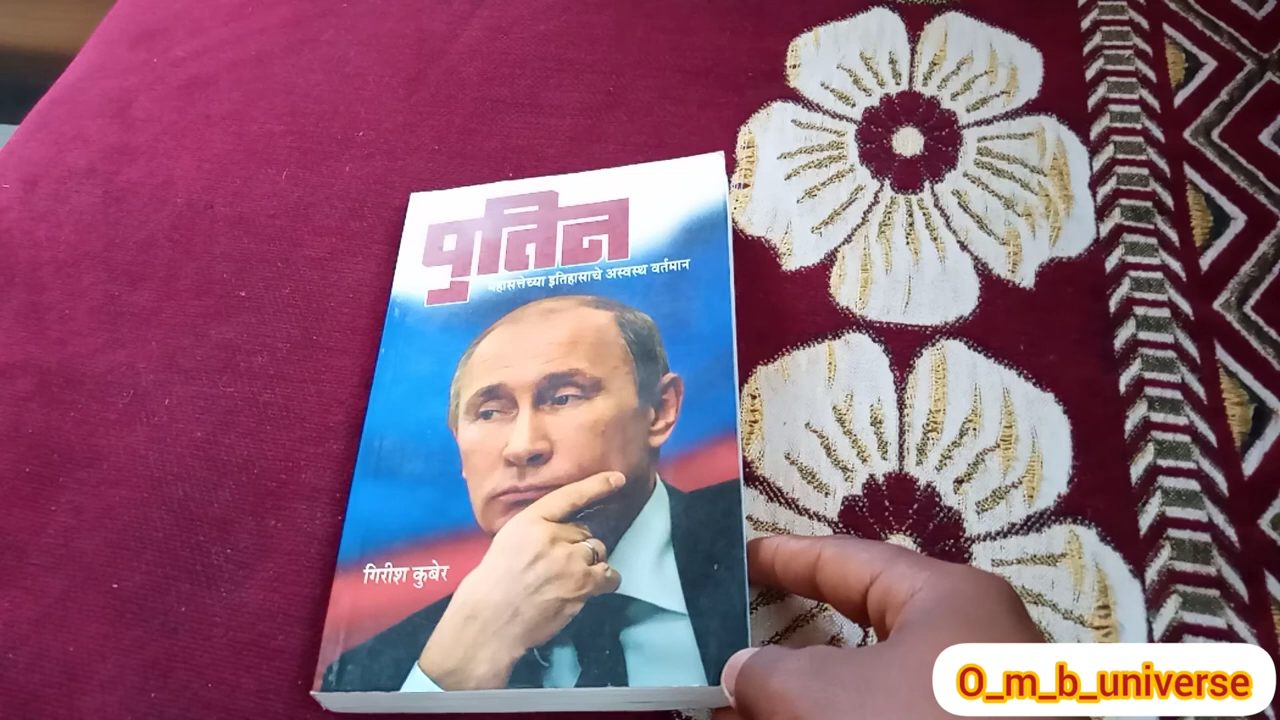 पुतिन
महासत्तेच्या इतिहासाचे अस्वस्थ वर्तमान
गिरीश कुबेर
O_m_b_universe